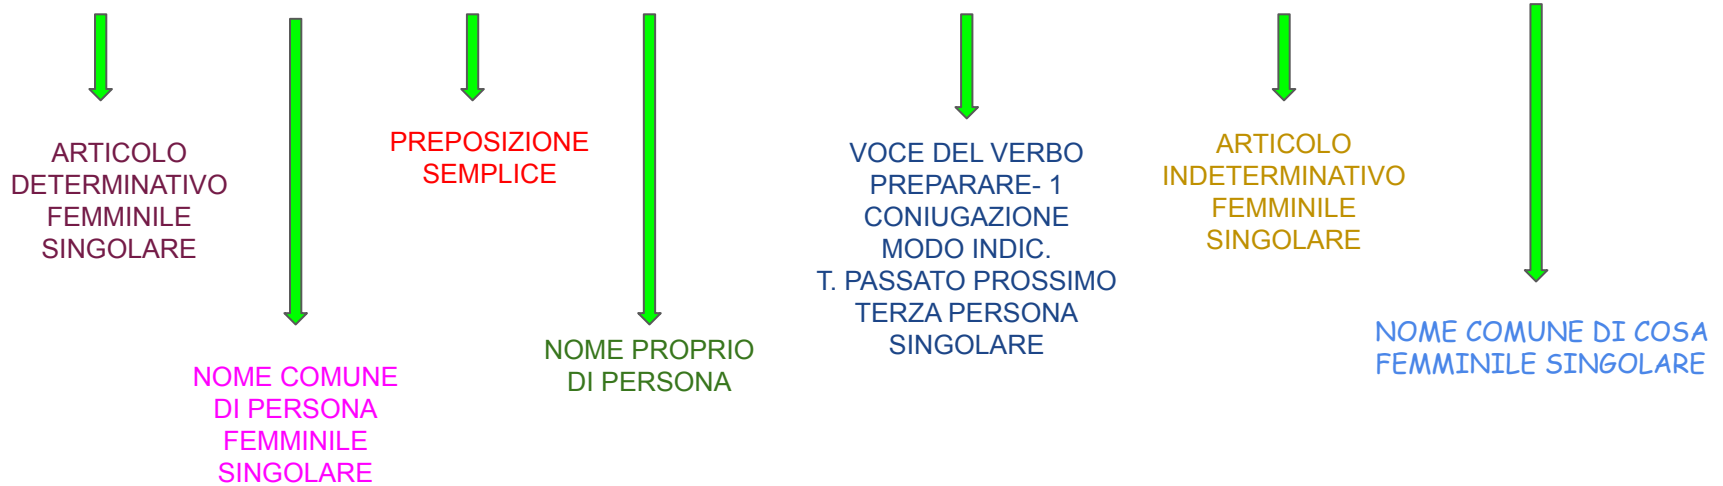 ARTICOLO
DETERMINATIVO
FEMMINILE
SINGOLARE
NOME COMUNE
DI PERSONA
FEMMINILE
SINGOLARE
PREPOSIZIONE
SEMPLICE
NOME PROPRIO
DI PERSONA
VOCE DEL VERBO
PREPARARE- 1
CONIUGAZIONE
MODO INDIC.
T. PASSATO PROSSIMO
TERZA PERSONA
SINGOLARE
ARTICOLO
INDETERMINATIVO
FEMMINILE
SINGOLARE
NOME COMUNE DI COSA
FEMMINILE SINGOLARE